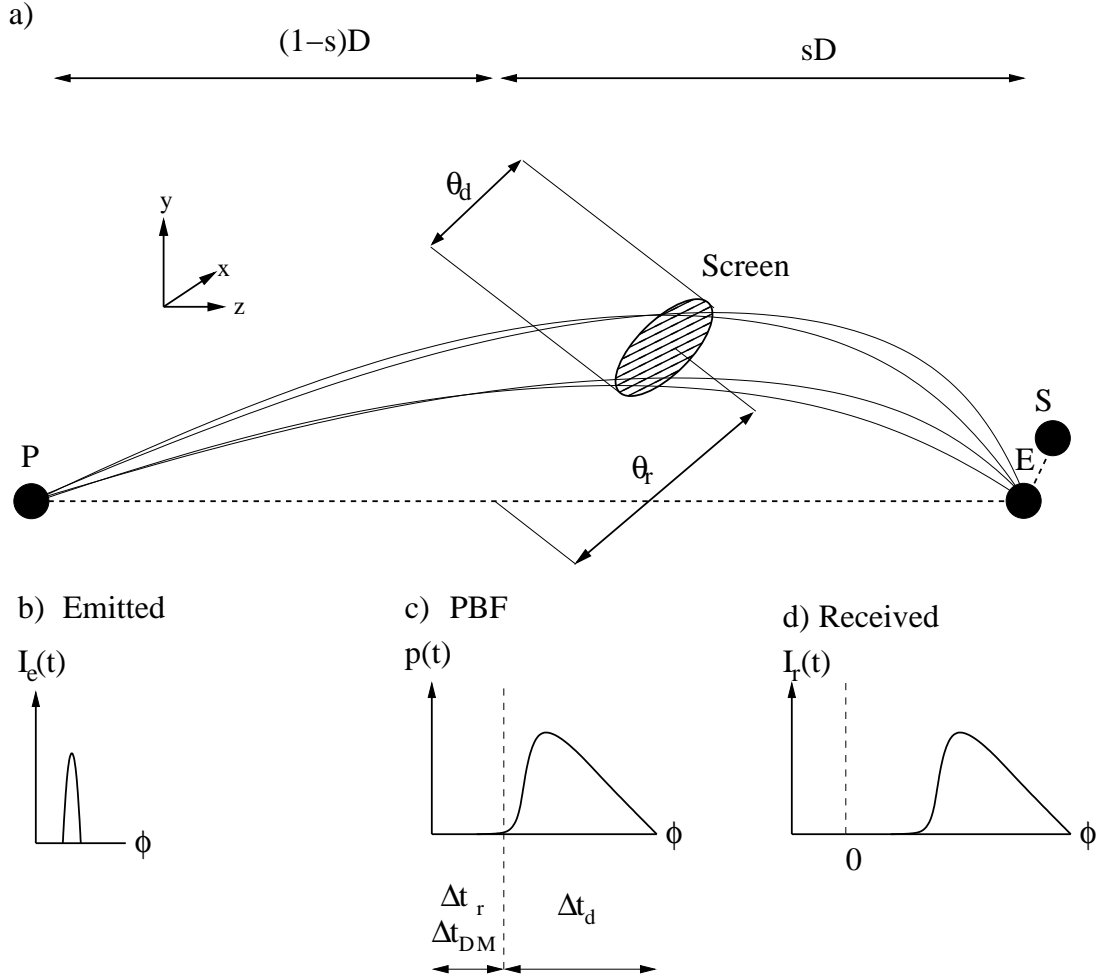 a)
(1−s)D
sD
θd
y
x
z
Screen
P
S
E
θr
b) Emitted
c) PBF
d) Received
Ie(t)
p(t)
Ir(t)
ϕ
ϕ
ϕ
0
Δt r
Δtd
ΔtDM